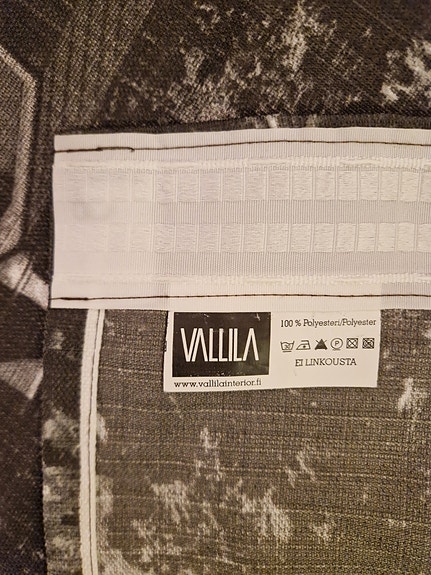 VALLILA
www.vallilainterior.fi
100 % Polyesteri/Polyester
P
EI LINKOUSTA